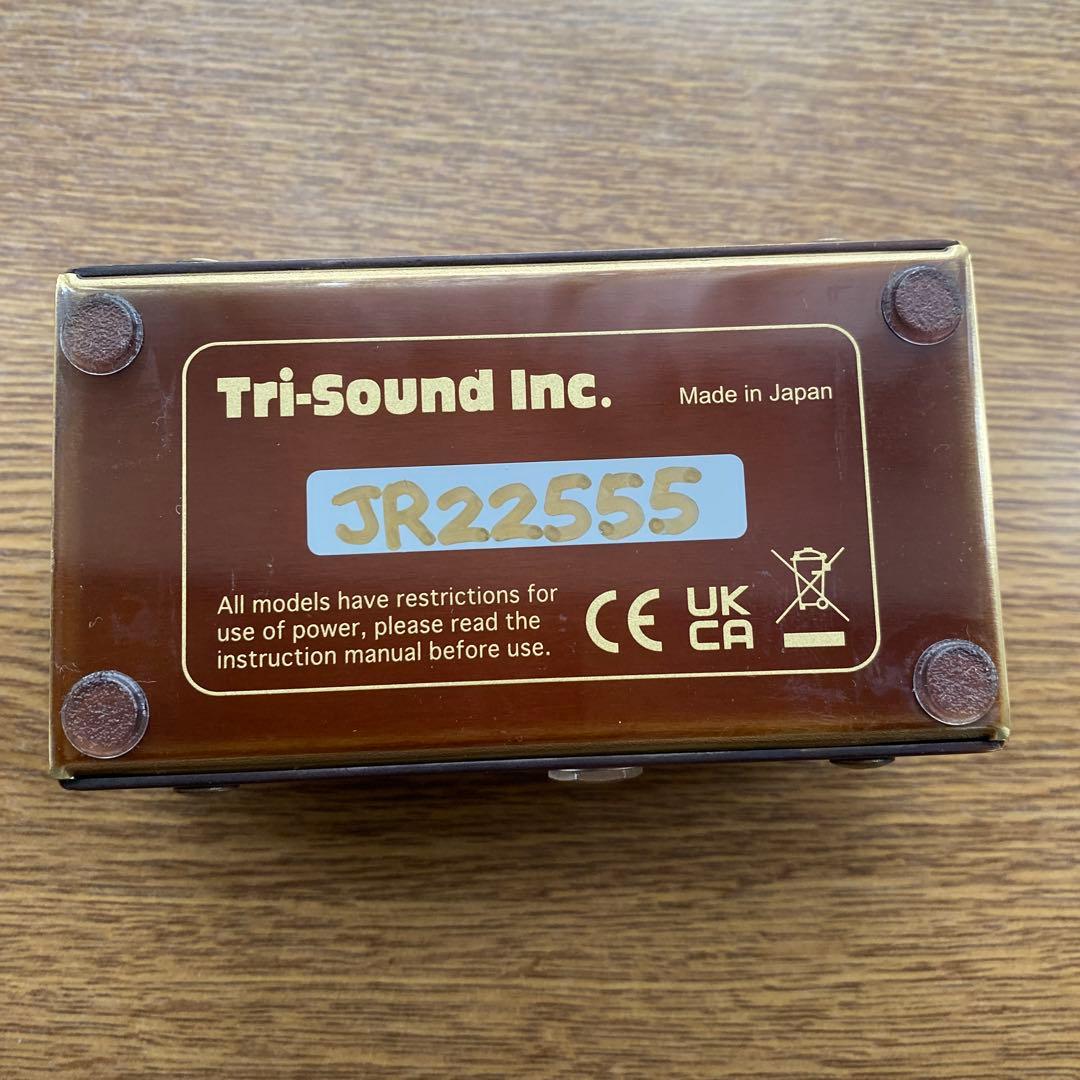 Tri-Sound Inc.
Made in Japan
JR22555
All models have restrictions for
use of power, please read the
instruction manual before use.
CE
UK
CA